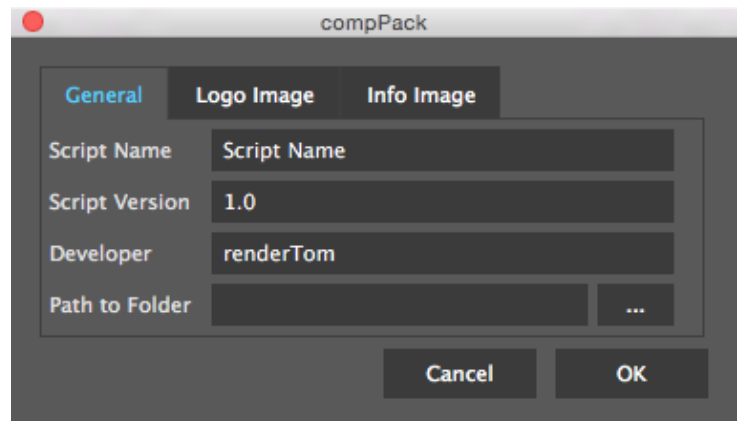 compPack
General Logo Image Info Image
Script Name Script Name
Script Version 1.0
Developer renderTom
Path to Folder ...
Cancel OK